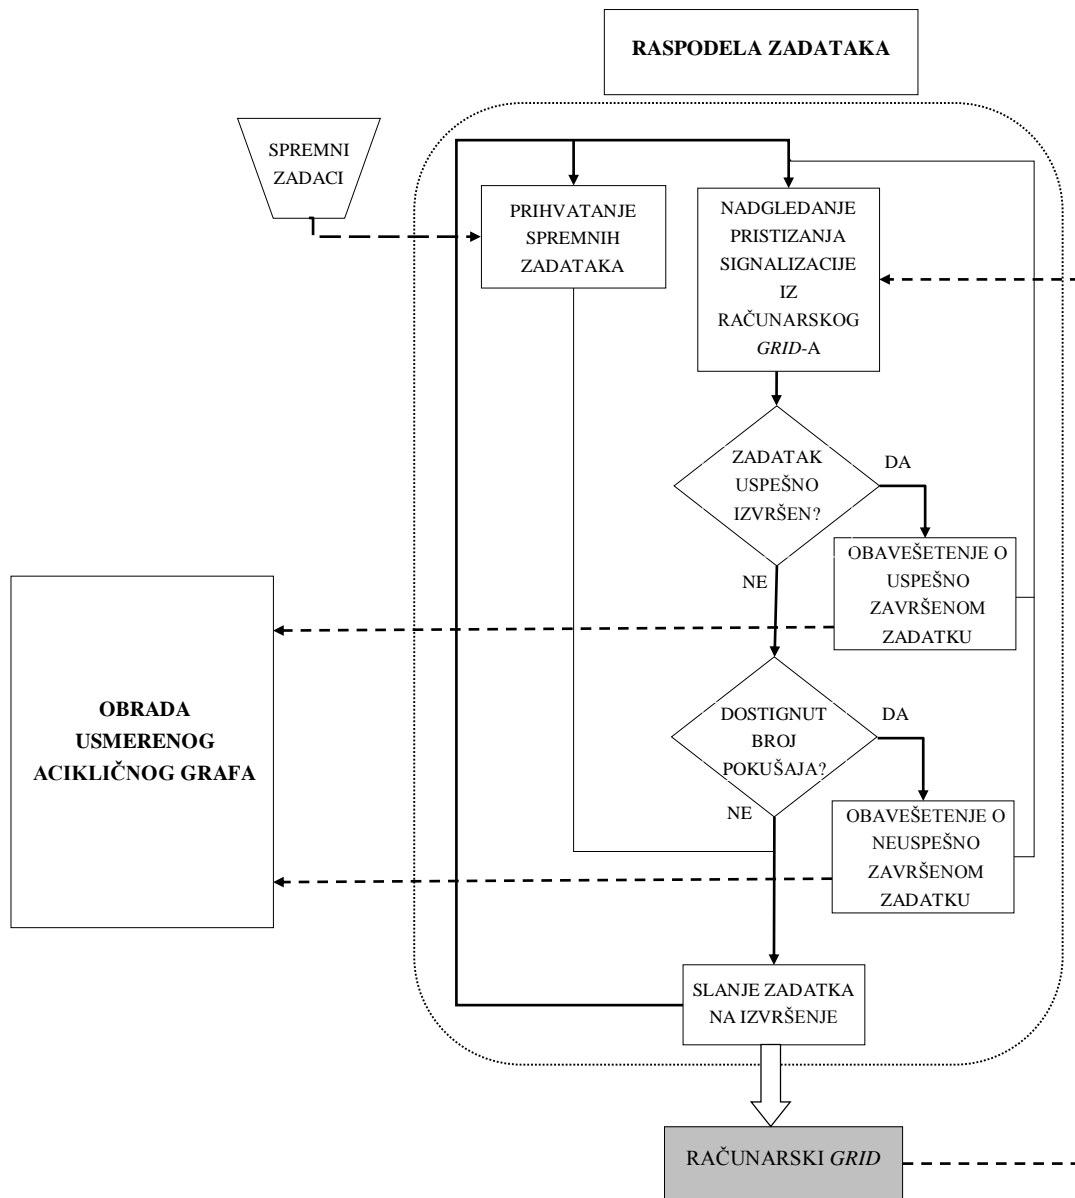 RASPODELA ZADATAKA
SPREMNI
ZADACI
PRIHVATANJE
SPREMNIH
ZADATAKA
NADGLEDANJE
PRISTIZANJA
SIGNALIZACIJE
IZ
RAČUNARSKOG
GRID-A
ZADATAK
USPEŠNO
IZVRŠEN?
DA
NE
OBAVEŠETENJE O
USPEŠNO
ZAVRŠENOM
ZADATKU
OBRADA
USMERENOG
ACIKLIČNOG GRAFA
DOSTIGNUT
BROJ
POKUŠAJA?
DA
NE
OBAVEŠETENJE O
NEUSPEŠNO
ZAVRŠENOM
ZADATKU
SLANJE ZADATKA
NA IZVRŠENJE
RAČUNARSKI GRID